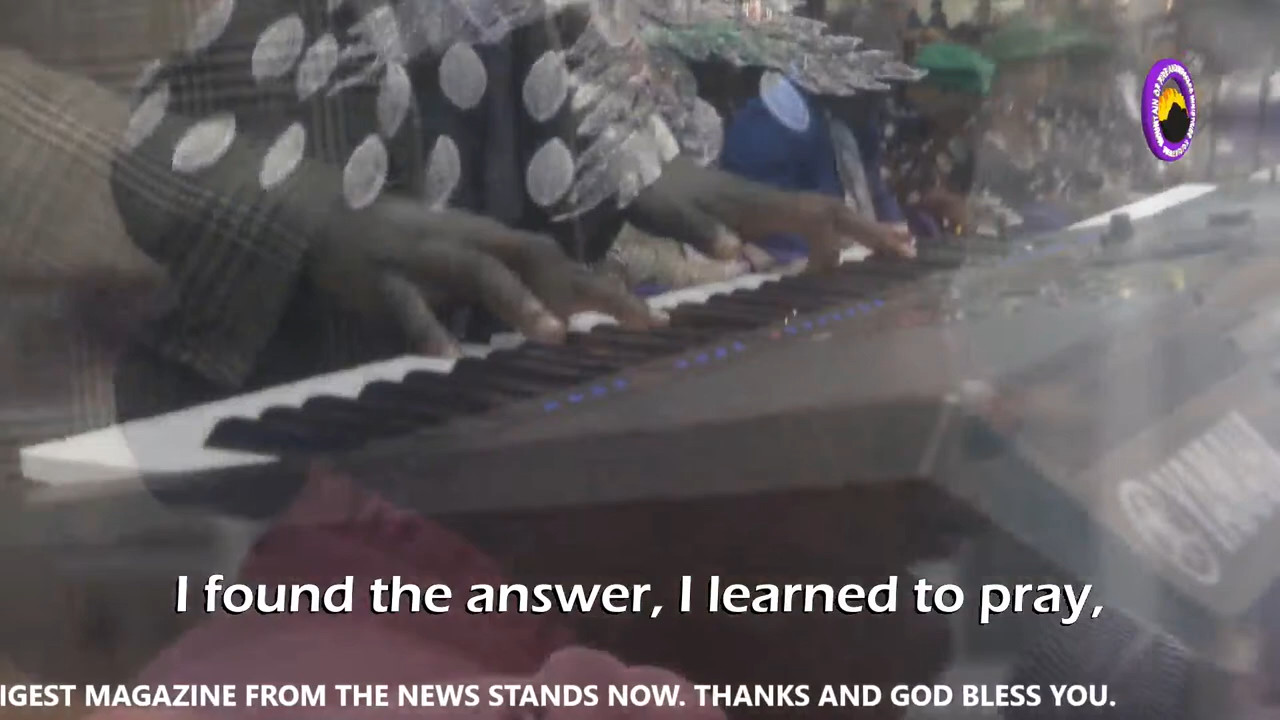 I found the answer, I learned to pray,
IGEST MAGAZINE FROM THE NEWS STANDS NOW. THANKS AND GOD BLESS YOU.